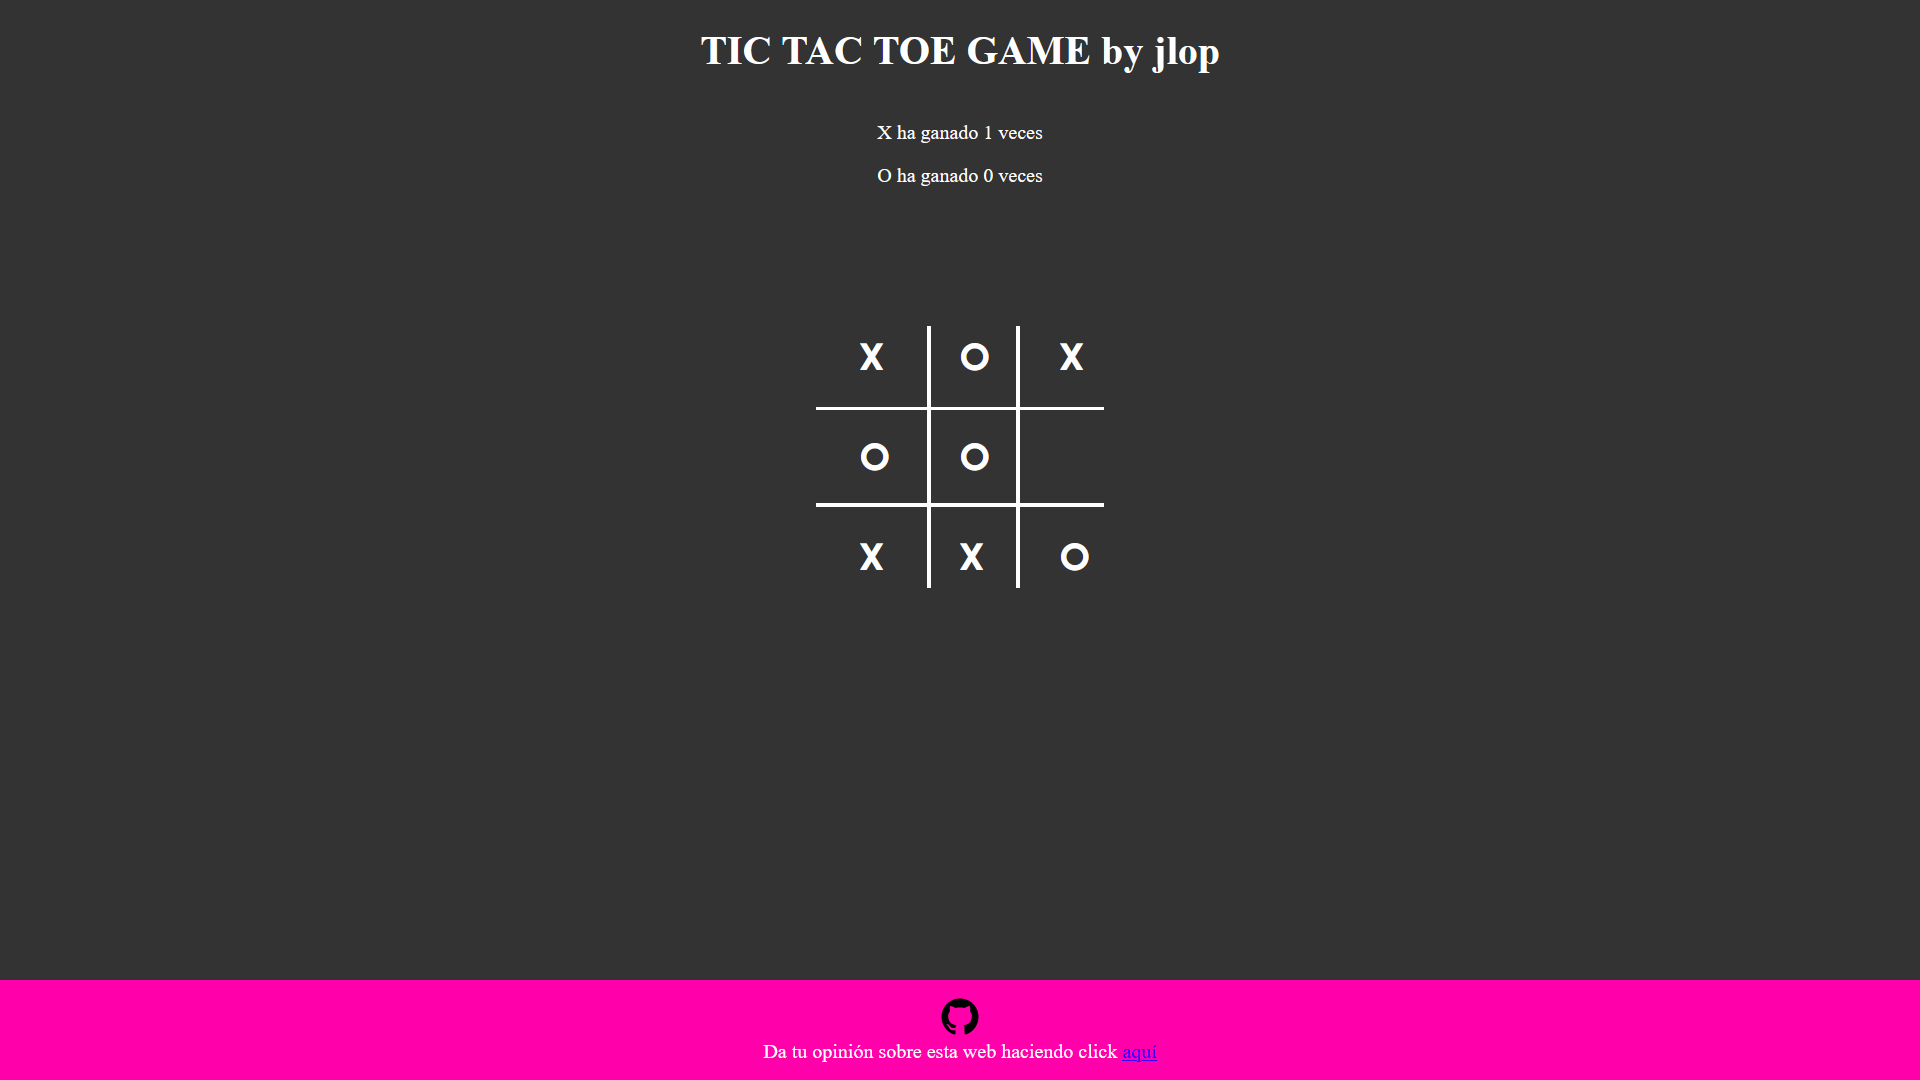 TIC TAC TOE GAME by jlop
X ha ganado 1 veces
O ha ganado 0 veces
X O X
O O
X X O
Da tu opinión sobre esta web haciendo click aquí